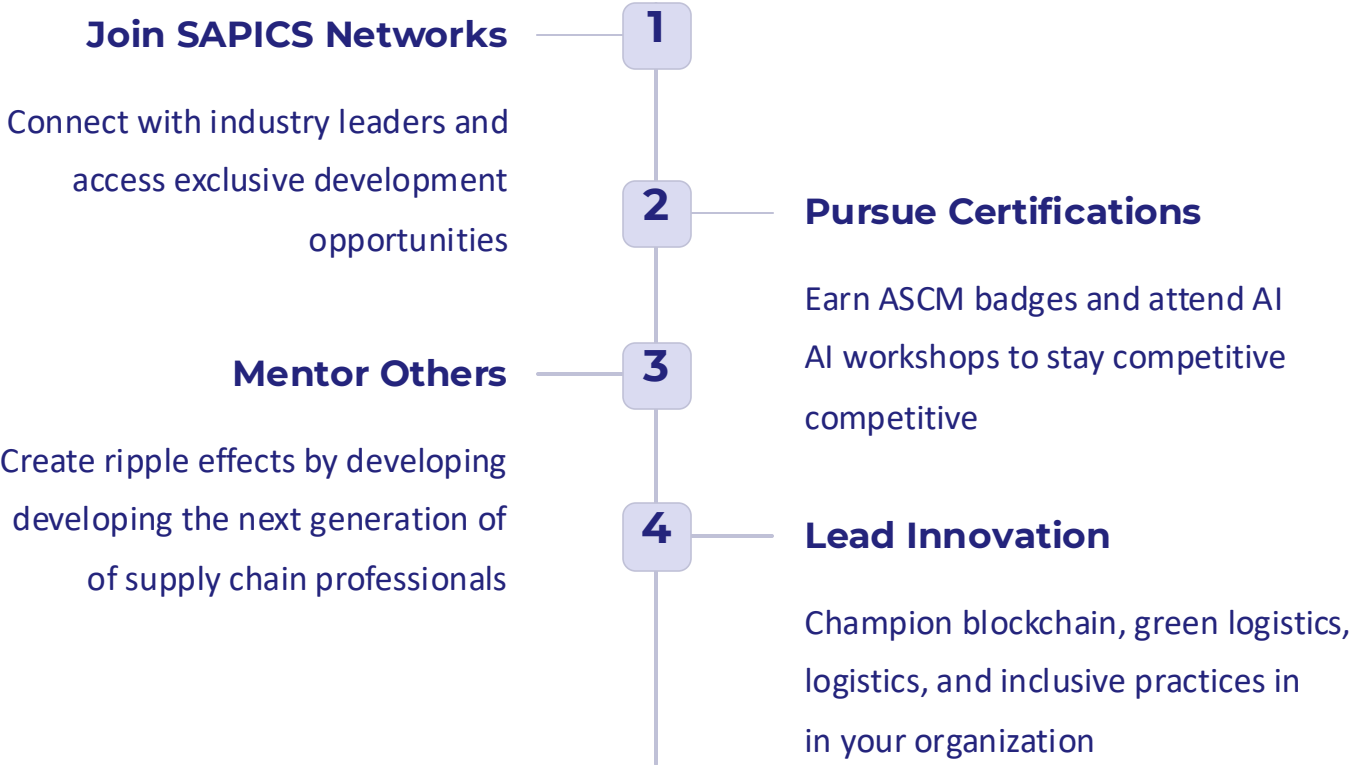 Join SAPICS Networks
1
Connect with industry leaders and
access exclusive development
opportunities
2
Pursue Certifications
Earn ASCM badges and attend AI
AI workshops to stay competitive
competitive
Mentor Others
3
Create ripple effects by developing
developing the next generation of
of supply chain professionals
4
Lead Innovation
Champion blockchain, green logistics,
logistics, and inclusive practices in
in your organization